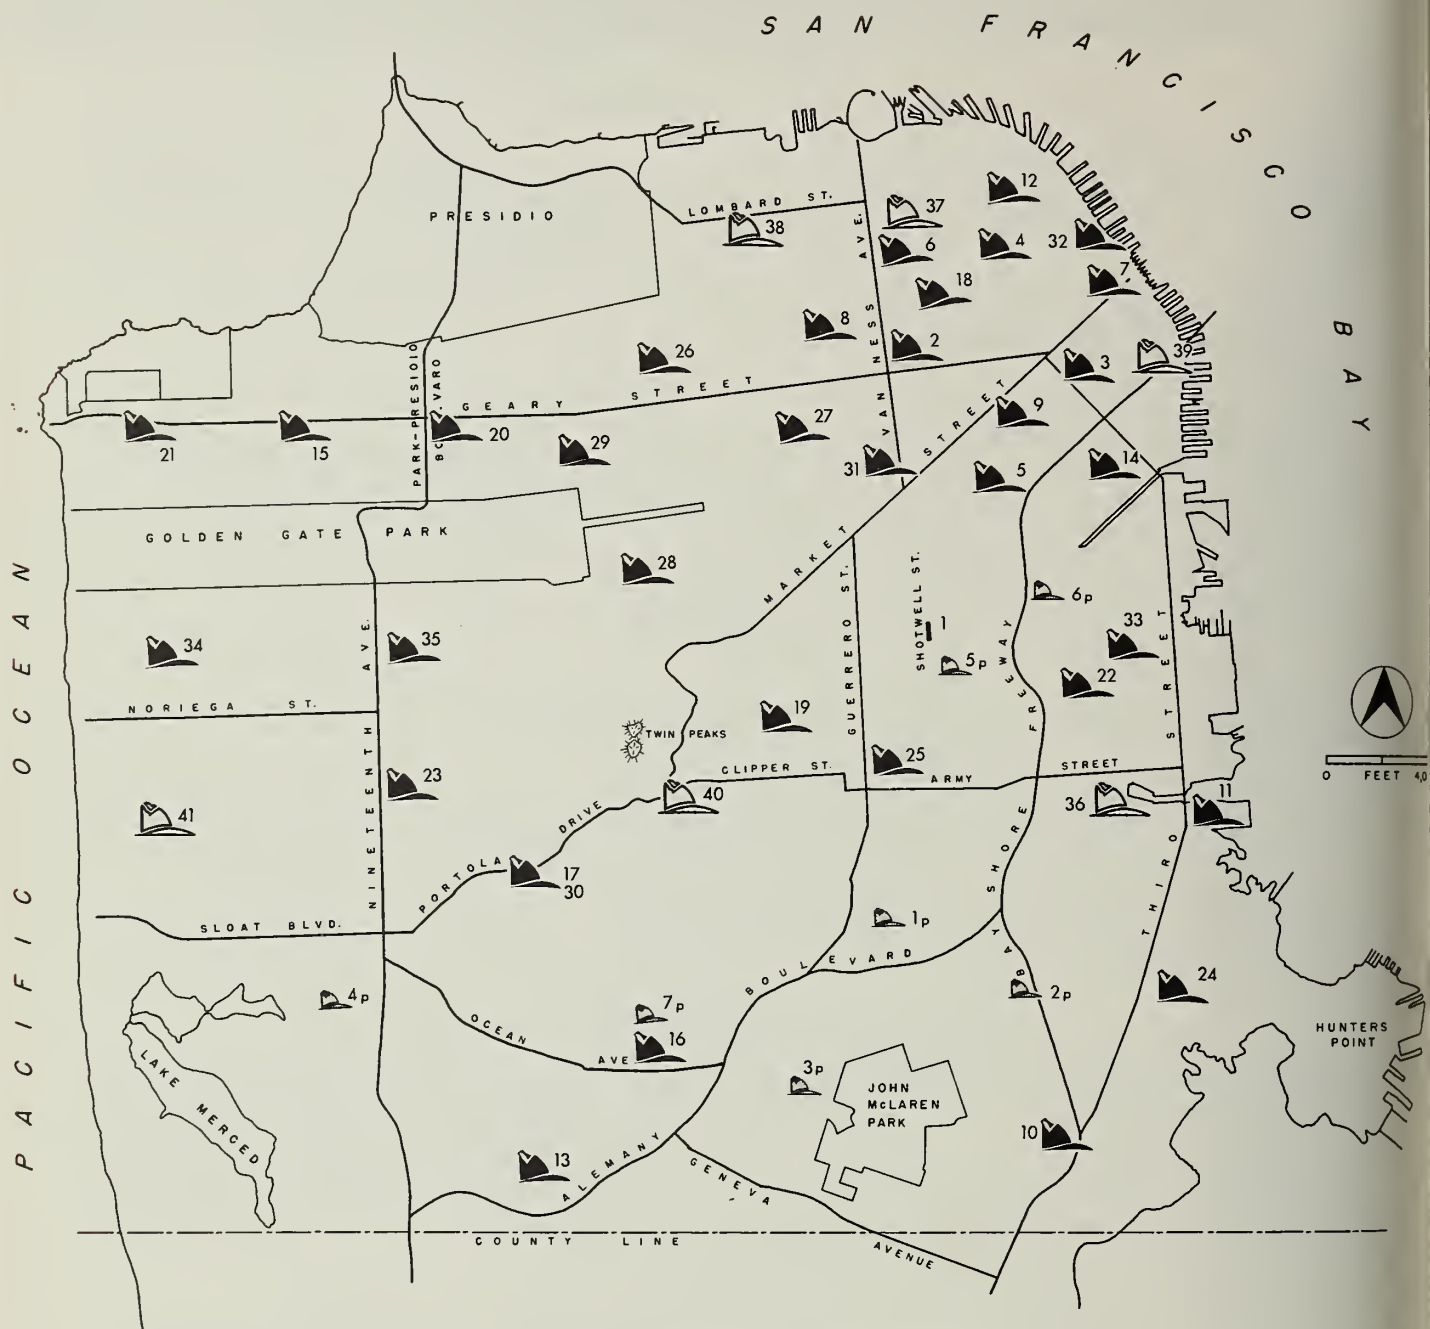 SAN FRANCISCO BAY
PACIFIC OCEAN
PRESIDIO
LOMBARD ST.
VAN NESS AVE.
12
37
38
6
4
32
7
18
8
2
26
39
3
PARK-PRESIDIO
GEARY STREET
9
27
20
21
15
29
31
14
5
GOLDEN GATE PARK
MARKET STREET
28
SHOTWELL ST.
6p
1
33
34
35
5p
22
GUERRERO ST.
FREEWAY
NORIEGA ST.
19
TWIN PEAKS
25
CLIPPER ST.
ARMY STREET
0 FEET 4,0
23
NINETEENTH AVE.
40
36
11
41
PORTOLA DRIVE
17
30
BAYSHORE
THIRD STREET
SLOAT BLVD.
1p
BOULEVARD
4p
7p
2p
24
OCEAN AVE
16
HUNTERS
POINT
LAKE MERCED
3p
JOHN
McLAREN
PARK
10
13
ALEMANY
GENEVA AVENUE
COUNTY LINE